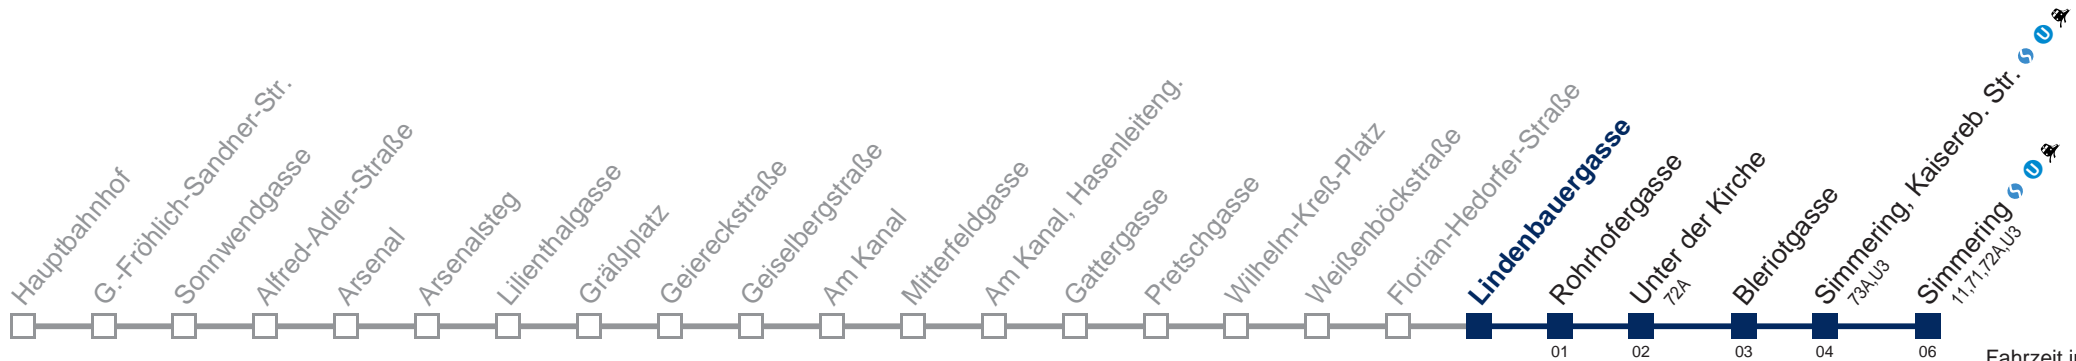 Hauptbahnhof
G.-Fröhlich-Sandner-Str.
Sonnwendgasse
Alfred-Adler-Straße
Arsenal
Arsenalsteg
Lilienthalgasse
Gräßlplatz
Geiereckstraße
Geiselbergstraße
Am Kanal
Mitterfeldgasse
Am Kanal, Hasenleiteng.
Gattergasse
Pretschgasse
Wilhelm-Kreß-Platz
Weißenböckstraße
Florian-Hedorfer-Straße
Lindenbauergasse
Rohrhofergasse
Unter der Kirche
72A
Bleriotgasse
Simmering, Kaisereb. Str. S U
73A,U3
Simmering S U
11,71,72A,U3
01 02 03 04 06
Fahrzeit